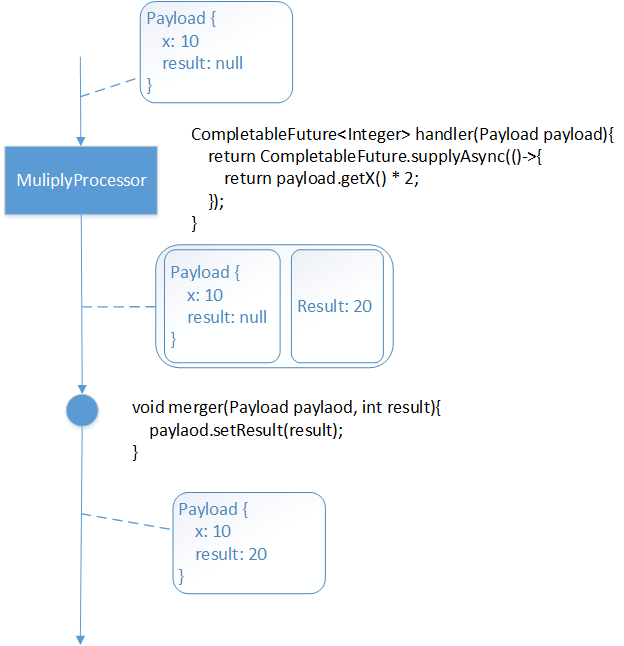 Payload {
x: 10
result: null
}
CompletableFuture<Integer> handler(Payload payload){
return CompletableFuture.supplyAsync(()->{
return payload.getX() * 2;
});
}
MuliplyProcessor
Payload {
x: 10
result: null
}
Result: 20
void merger(Payload paylaod, int result){
paylaod.setResult(result);
}
Payload {
x: 10
result: 20
}